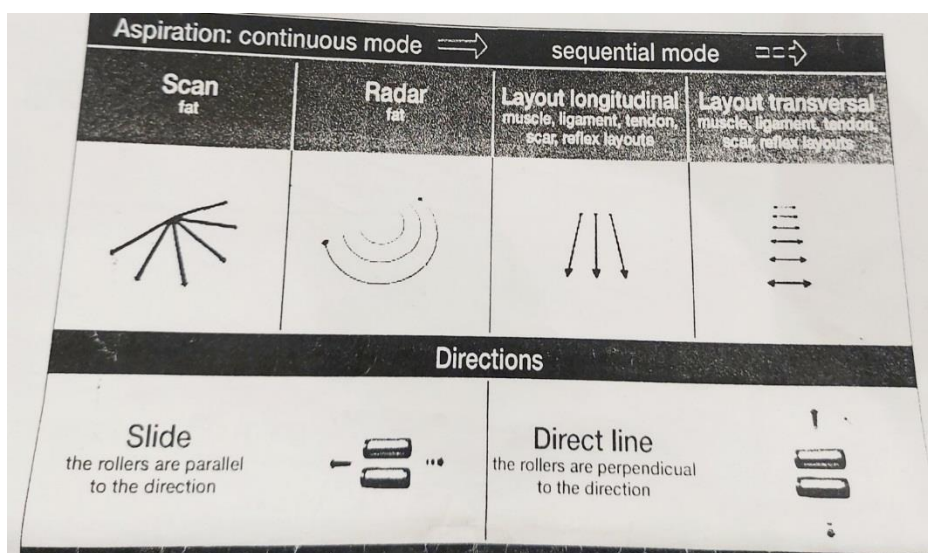 Aspiration: continuous mode
sequential mode
Scan
fat
Radar
fat
Layout longitudinal
muscle, ligament, tendon,
scar, reflex layouts
Layout transversal
muscle, ligament, tendon,
scar, reflex layouts
Directions
Slide
the rollers are parallel
to the direction
Direct line
the rollers are perpendicual
to the direction